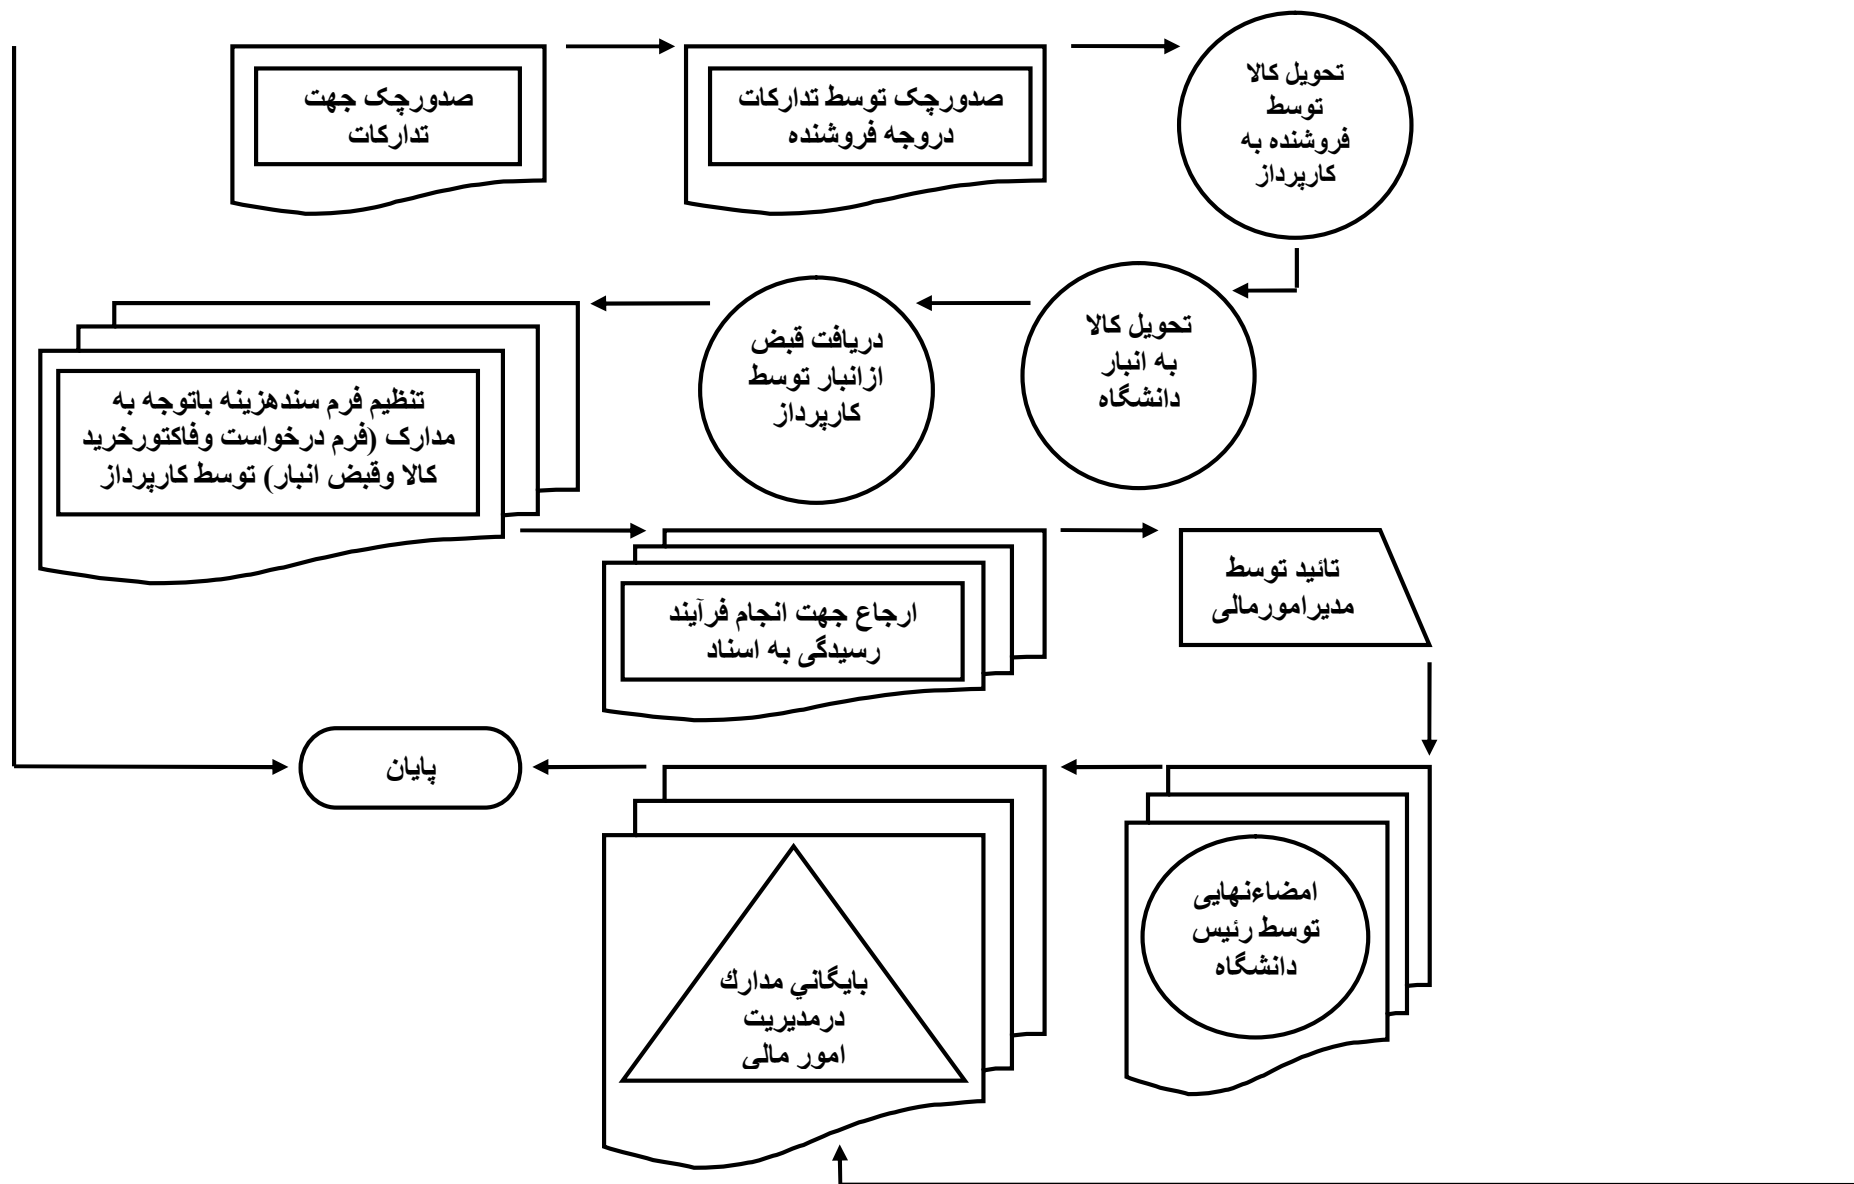 صدورچک جهت
تدارکات
صدورچک توسط تدارکات
دروجه فروشنده
تحویل کالا
توسط
فروشنده به
کارپرداز
تحویل کالا
به انبار
دانشگاه
دریافت قبض
ازانبار توسط
کارپرداز
تنظیم فرم سندهزینه باتوجه به
مدارک (فرم درخواست وفاکتورخرید
کالا وقبض انبار) توسط کارپرداز
ارجاع جهت انجام فرآیند
رسیدگی به اسناد
تائید توسط
مدیرامورمالی
امضاءنهایی
توسط رئیس
دانشگاه
بایگاني مدارك
درمدیریت
امور مالی
پایان